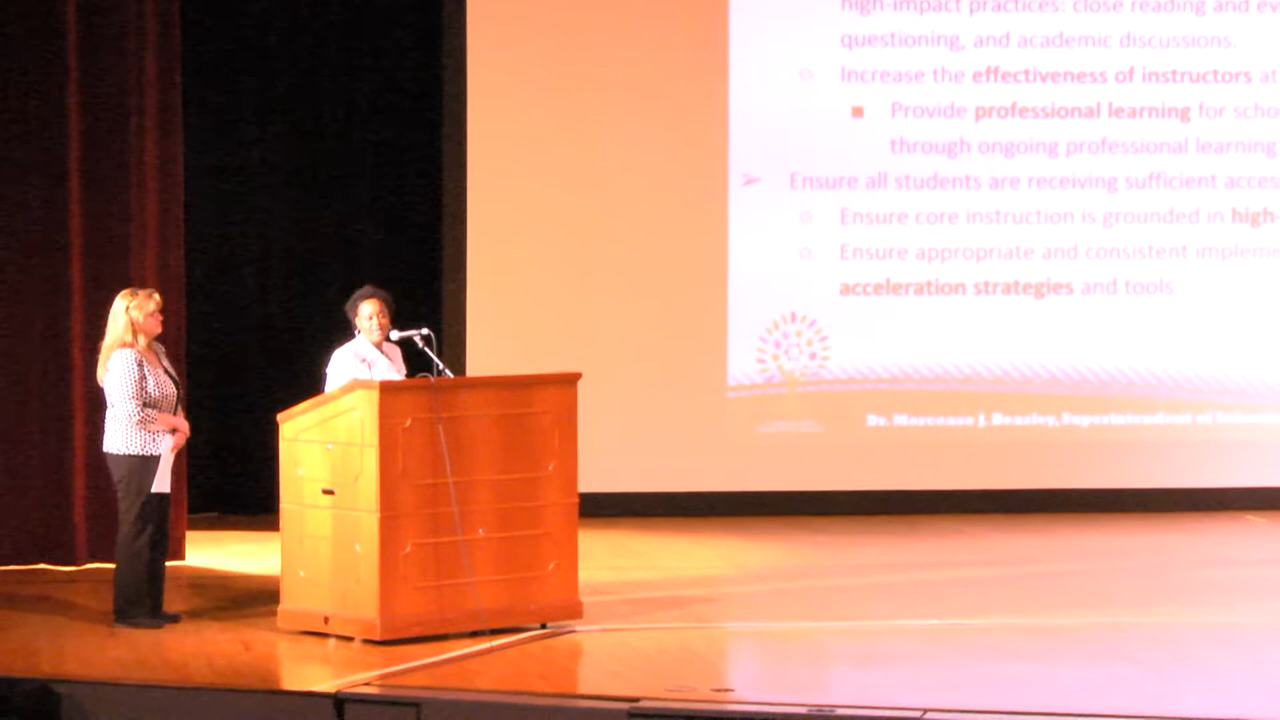 high-impact practices: close reading and ev
questioning, and academic discussions.
Increase the effectiveness of instructors at
Provide professional learning for scho
through ongoing professional learning
Ensure all students are receiving sufficient acces
Ensure core instruction is grounded in high-
Ensure appropriate and consistent impleme
acceleration strategies and tools
Dr. J. Beasley, Superintendent of